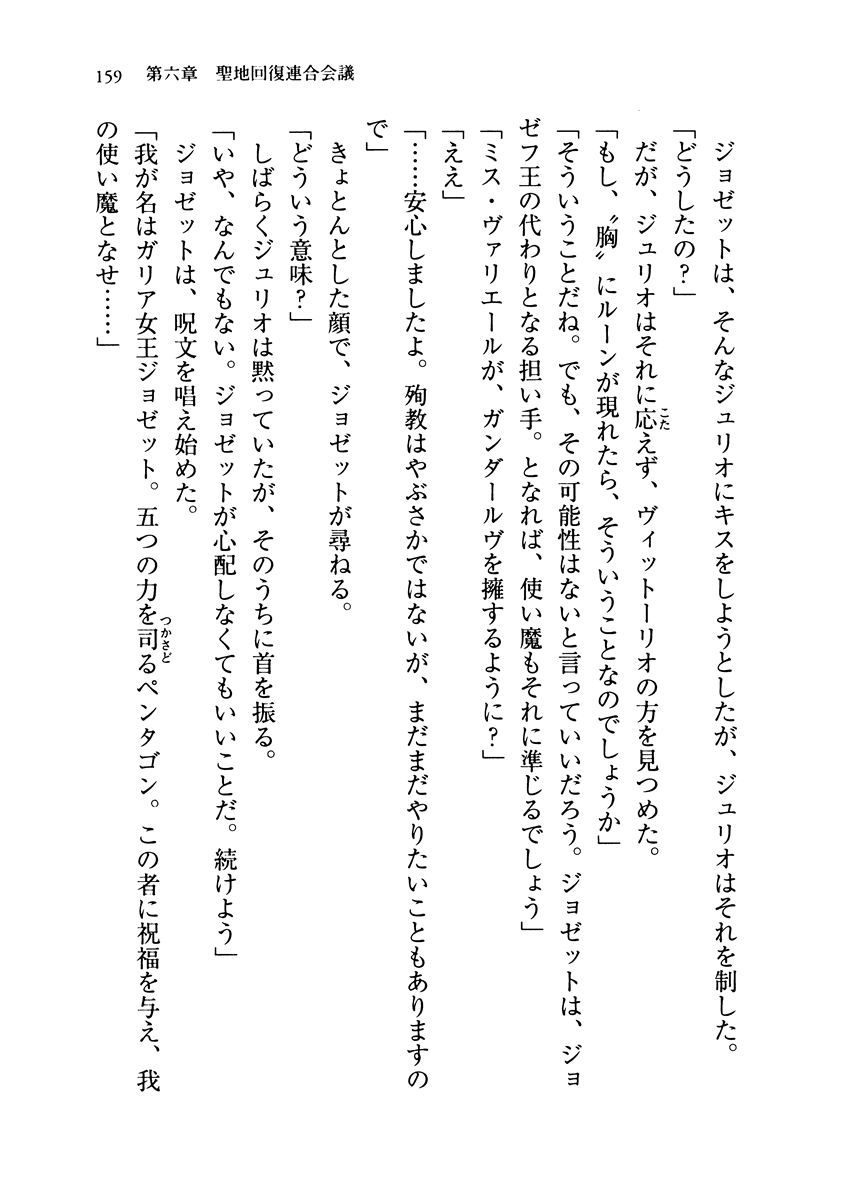 159 第六章 聖地回復連合会議
ジョゼットは、そんなジュリオにキスをしようとしたが、ジュリオはそれを制した。
「どうしたの？」
だが、ジュリオはそれに応えず、ヴィットーリオの方を見つめた。
こた
「もし、〝胸〟にルーンが現れたら、そういうことなのでしょうか」
「そういうことだね。でも、その可能性はないと言っていいだろう。ジョゼットは、ジョ
ゼフ王の代わりとなる担い手。となれば、使い魔もそれに準じるでしょう」
「ミス・ヴァリエールが、ガンダールヴを擁するように？」
「ええ」
「……安心しましたよ。殉教はやぶさかではないが、まだまだやりたいこともありますの
で」
きょとんとした顔で、ジョゼットが尋ねる。
「どういう意味？」
しばらくジュリオは黙っていたが、そのうちに首を振る。
「いや、なんでもない。ジョゼットが心配しなくてもいいことだ。続けよう」
ジョゼットは、呪文を唱え始めた。
「我が名はガリア女王ジョゼット。五つの力を司るペンタゴン。この者に祝福を与え、我
つかさど
の使い魔となせ……」